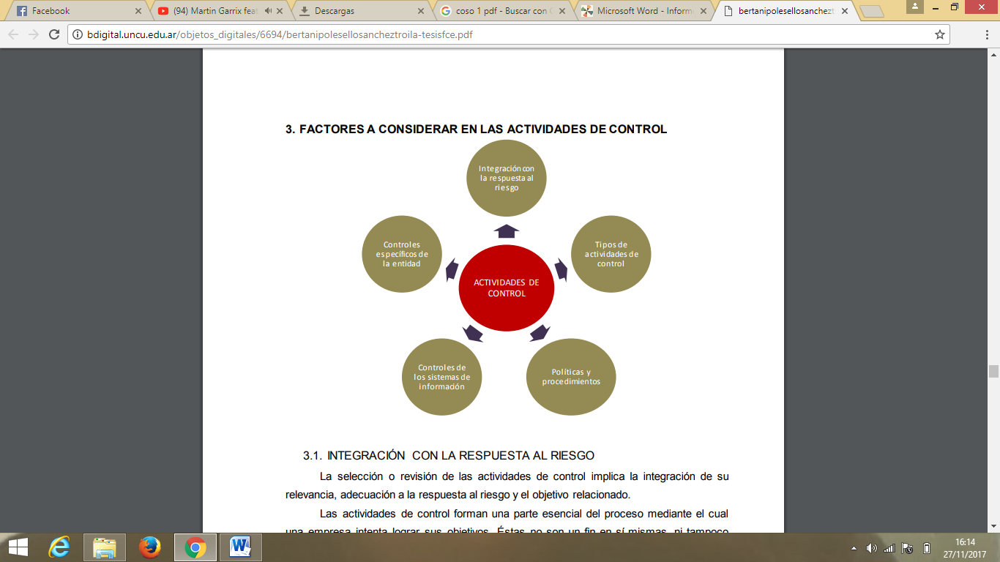 Facebook
(94) Martin Garrix feat
Descargas
coso 1 pdf - Buscar con G
Microsoft Word - Inform
bertanipolesellosanchezt
bdigital.uncu.edu.ar/objetos_digitales/6694/bertanipolesellosancheztroila-tesisfce.pdf
3. FACTORES A CONSIDERAR EN LAS ACTIVIDADES DE CONTROL
Integración con
la respuesta al
riesgo
Controles
específicos de
la entidad
Tipos de
actividades de
control
ACTIVIDADES DE
CONTROL
Controles de
los sistemas de
información
Políticas y
procedimientos
3.1. INTEGRACIÓN CON LA RESPUESTA AL RIESGO
La selección o revisión de las actividades de control implica la integración de su
relevancia, adecuación a la respuesta al riesgo y el objetivo relacionado.
Las actividades de control forman una parte esencial del proceso mediante el cual
una empresa intenta lograr sus objetivos. Éstas no son un fin en sí mismas, ni tampoco
16:14
27/11/2017